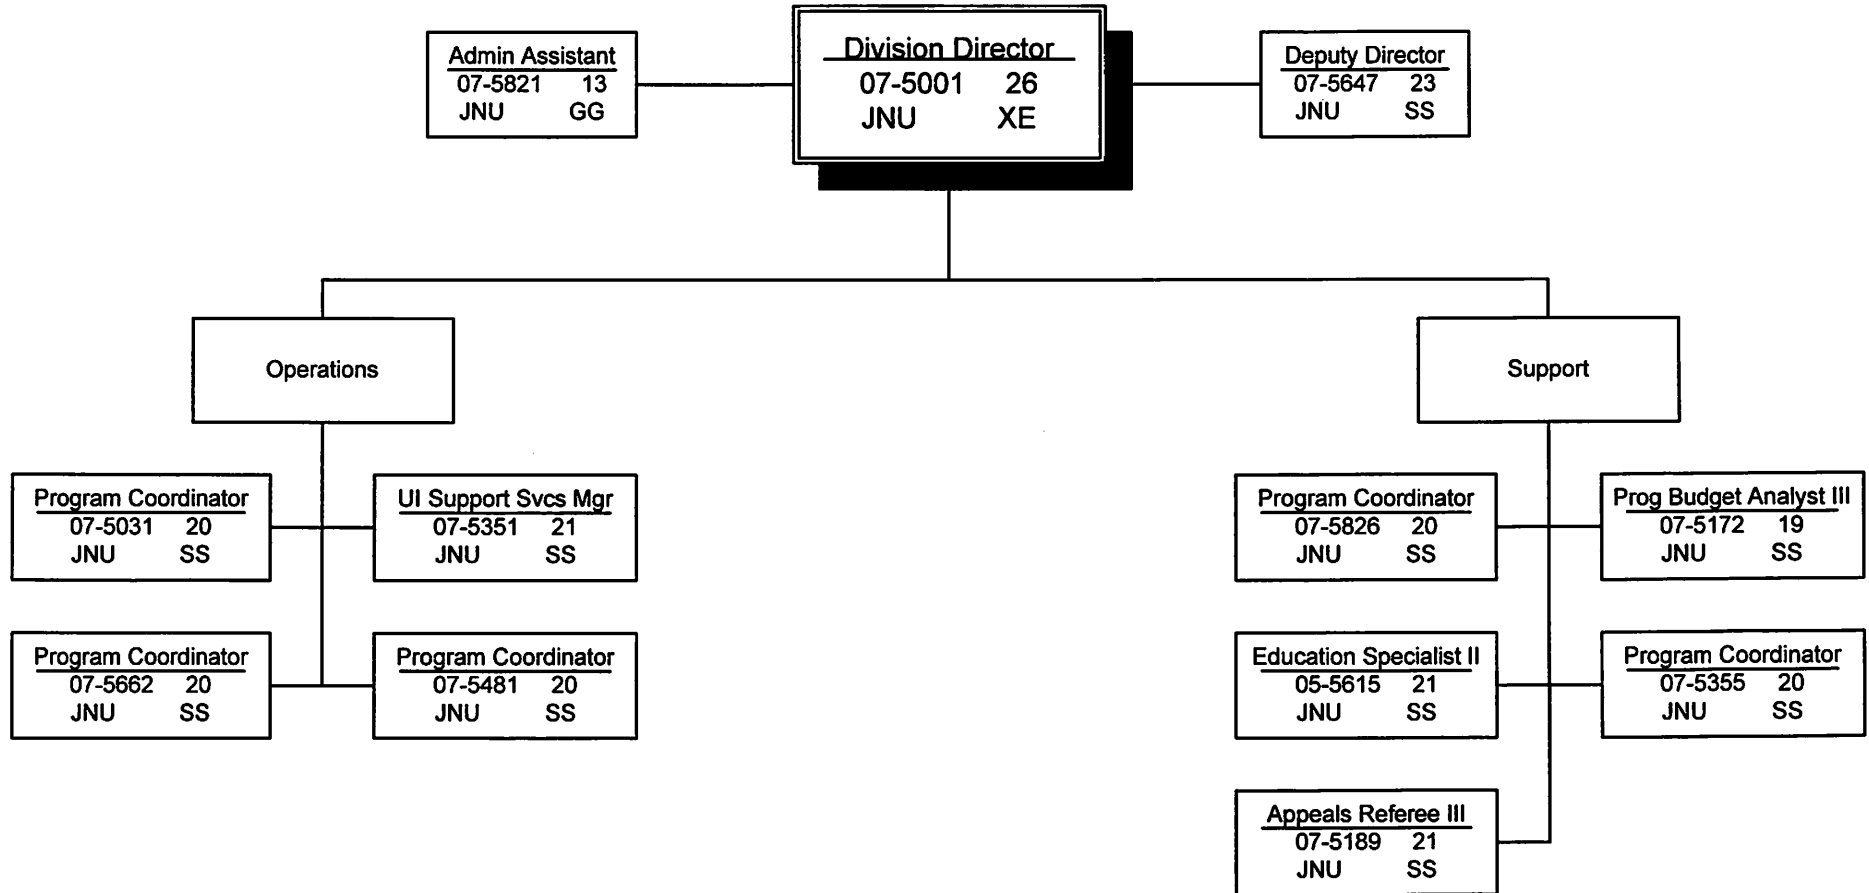 Admin Assistant
07-5821 13
JNU GG
Division Director
07-5001 26
JNU XE
Deputy Director
07-5647 23
JNU SS
Operations
Program Coordinator
07-5031 20
JNU SS
UI Support Svcs Mgr
07-5351 21
JNU SS
Program Coordinator
07-5662 20
JNU SS
Program Coordinator
07-5481 20
JNU SS
Support
Program Coordinator
07-5826 20
JNU SS
Prog Budget Analyst III
07-5172 19
JNU SS
Education Specialist II
05-5615 21
JNU SS
Program Coordinator
07-5355 20
JNU SS
Appeals Referee III
07-5189 21
JNU SS